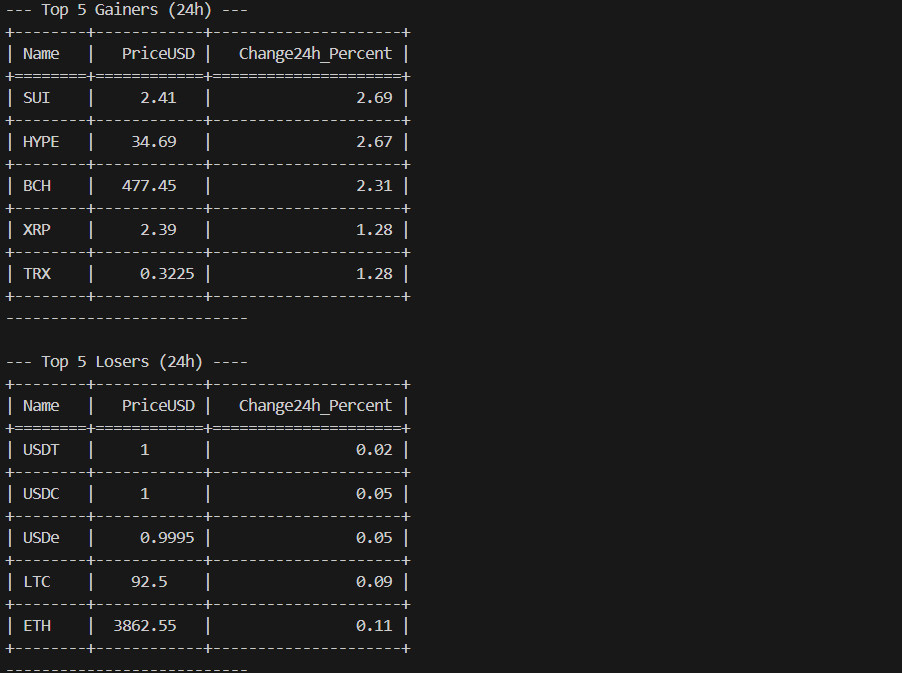 --- Top 5 Gainers (24h) ---
+--------+------------+---------------------+
| Name   |   PriceUSD |   Change24h_Percent |
+========+============+=====================+
| SUI    |     2.41   |                2.69 |
+--------+------------+---------------------+
| HYPE   |    34.69   |                2.67 |
+--------+------------+---------------------+
| BCH    |   477.45   |                2.31 |
+--------+------------+---------------------+
| XRP    |     2.39   |                1.28 |
+--------+------------+---------------------+
| TRX    |     0.3225 |                1.28 |
+--------+------------+---------------------+
---------------------------

--- Top 5 Losers (24h) ----
+--------+------------+---------------------+
| Name   |   PriceUSD |   Change24h_Percent |
+========+============+=====================+
| USDT   |     1      |                0.02 |
+--------+------------+---------------------+
| USDC   |     1      |                0.05 |
+--------+------------+---------------------+
| USDe   |     0.9995 |                0.05 |
+--------+------------+---------------------+
| LTC    |    92.5    |                0.09 |
+--------+------------+---------------------+
| ETH    |  3862.55   |                0.11 |
+--------+------------+---------------------+
---------------------------